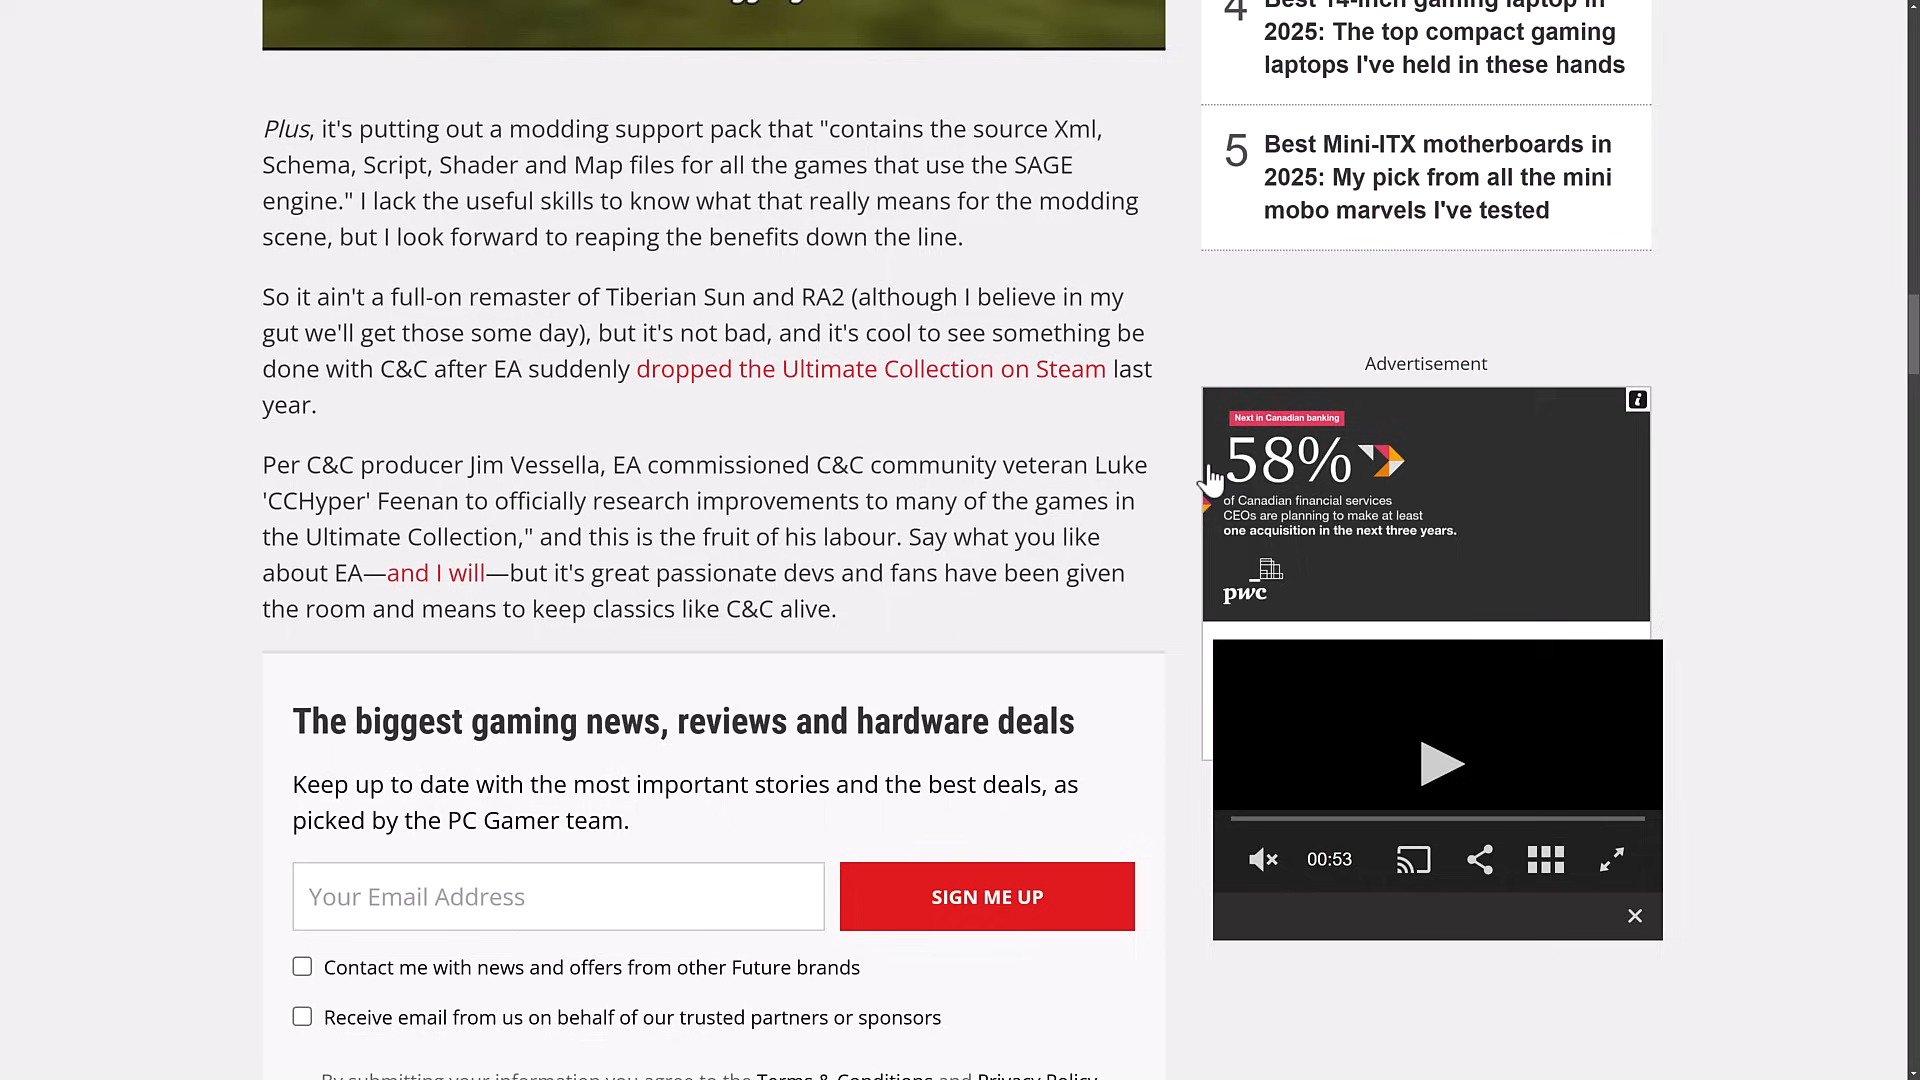 Plus, it's putting out a modding support pack that "contains the source Xml,
Schema, Script, Shader and Map files for all the games that use the SAGE
engine." I lack the useful skills to know what that really means for the modding
scene, but I look forward to reaping the benefits down the line.
So it ain't a full-on remaster of Tiberian Sun and RA2 (although I believe in my
gut we'll get those some day), but it's not bad, and it's cool to see something be
done with C&C after EA suddenly dropped the Ultimate Collection on Steam last
year.
Per C&C producer Jim Vessella, EA commissioned C&C community veteran Luke
'CCHyper' Feenan to officially research improvements to many of the games in
the Ultimate Collection," and this is the fruit of his labour. Say what you like
about EA—and I will—but it's great passionate devs and fans have been given
the room and means to keep classics like C&C alive.
The biggest gaming news, reviews and hardware deals
Keep up to date with the most important stories and the best deals, as
picked by the PC Gamer team.
Your Email Address
SIGN ME UP
Contact me with news and offers from other Future brands
Receive email from us on behalf of our trusted partners or sponsors
By submitting your information you agree to the Terms & Conditions and Privacy Policy
4
Best 14-inch gaming laptop in
2025: The top compact gaming
laptops I've held in these hands
5
Best Mini-ITX motherboards in
2025: My pick from all the mini
mobo marvels I've tested
Advertisement
Next in Canadian banking
58%
of Canadian financial services
CEOs are planning to make at least
one acquisition in the next three years.
pwc
00:53